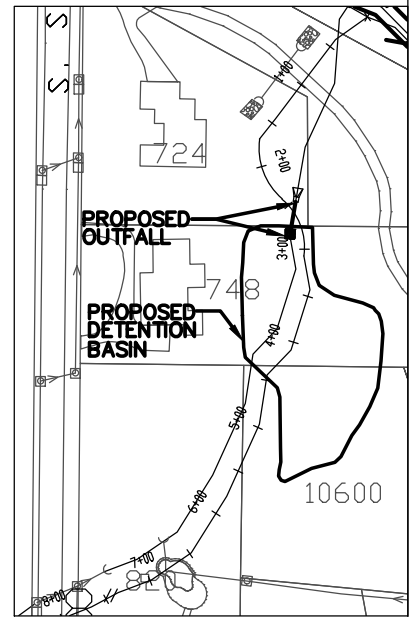 S.
S
1+00
724
2+00
PROPOSED
OUTFALL
3+00
748
PROPOSED
DETENTION
BASIN
4+00
5+00
10600
6+00
7+00
8+00